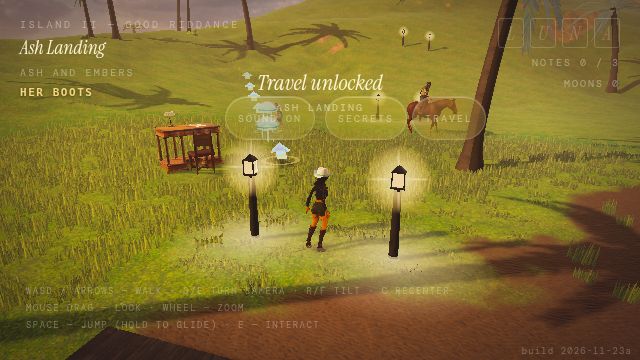 ISLAND II — GOOD RIDDANCE
Ash Landing
ASH AND EMBERS
HER BOOTS
LUNA
NOTES 0 / 3
MOONS 0
Travel unlocked
ASH LANDING
SOUND ON
SECRETS
TRAVEL
WASD / ARROWS — WALK · Q/E TURN CAMERA · R/F TILT · C RECENTER
MOUSE DRAG — LOOK · WHEEL — ZOOM
SPACE — JUMP (HOLD TO GLIDE) · E — INTERACT
build 2026-11-23a